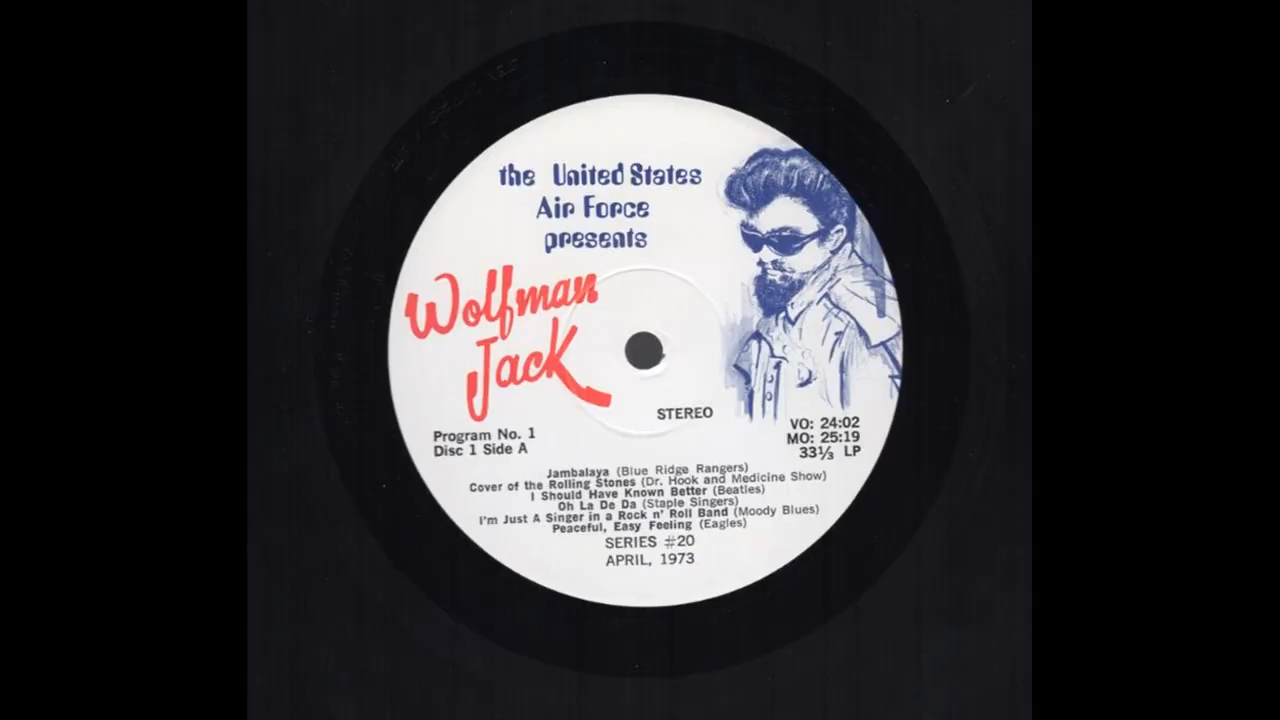 the United States
Air Force
presents
Wolfman
Jack
STEREO
Program No. 1
Disc 1 Side A
VO: 24:02
MO: 25:19
33⅓ LP
Jambalaya (Blue Ridge Rangers)
Cover of the Rolling Stones (Dr. Hook and Medicine Show)
I Should Have Known Better (Beatles)
Oh La De Da (Staple Singers)
I'm Just A Singer in a Rock n' Roll Band (Moody Blues)
Peaceful, Easy Feeling (Eagles)
SERIES #20
APRIL, 1973